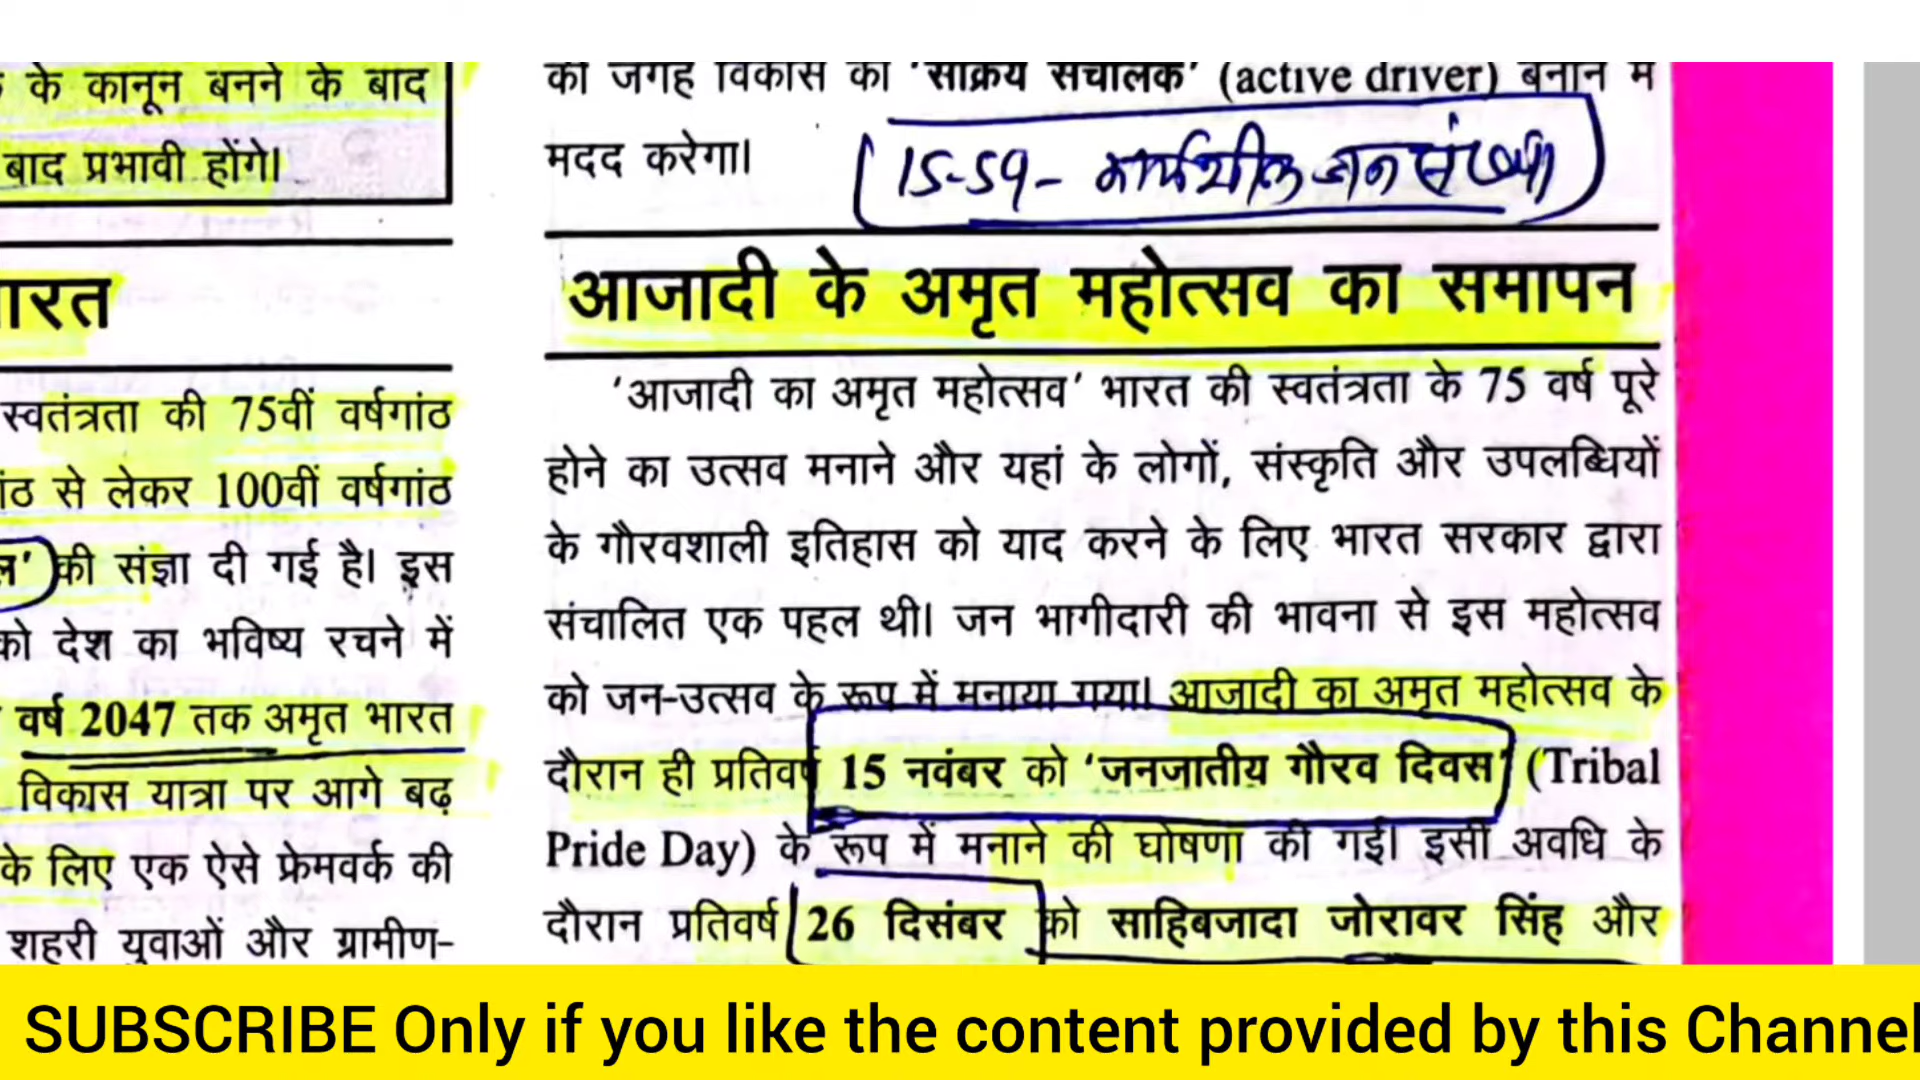 के कानून बनने के बाद
बाद प्रभावी होंगे।
ारत
स्वतंत्रता की 75वीं वर्षगांठ
ांठ से लेकर 100वीं वर्षगांठ
ल' की संज्ञा दी गई है। इस
को देश का भविष्य रचने में
वर्ष 2047 तक अमृत भारत
विकास यात्रा पर आगे बढ़
के लिए एक ऐसे फ्रेमवर्क की
शहरी युवाओं और ग्रामीण-
की जगह विकास का 'सक्रिय संचालक' (active driver) बनाने में
मदद करेगा।
15-59- कार्यशील जनसंख्या
आजादी के अमृत महोत्सव का समापन
'आजादी का अमृत महोत्सव' भारत की स्वतंत्रता के 75 वर्ष पूरे
होने का उत्सव मनाने और यहां के लोगों, संस्कृति और उपलब्धियों
के गौरवशाली इतिहास को याद करने के लिए भारत सरकार द्वारा
संचालित एक पहल थी। जन भागीदारी की भावना से इस महोत्सव
को जन-उत्सव के रूप में मनाया गया। आजादी का अमृत महोत्सव के
दौरान ही प्रतिवर्ष 15 नवंबर को 'जनजातीय गौरव दिवस' (Tribal
Pride Day) के रूप में मनाने की घोषणा की गई। इसी अवधि के
दौरान प्रतिवर्ष 26 दिसंबर को साहिबजादा जोरावर सिंह और
SUBSCRIBE Only if you like the content provided by this Channel